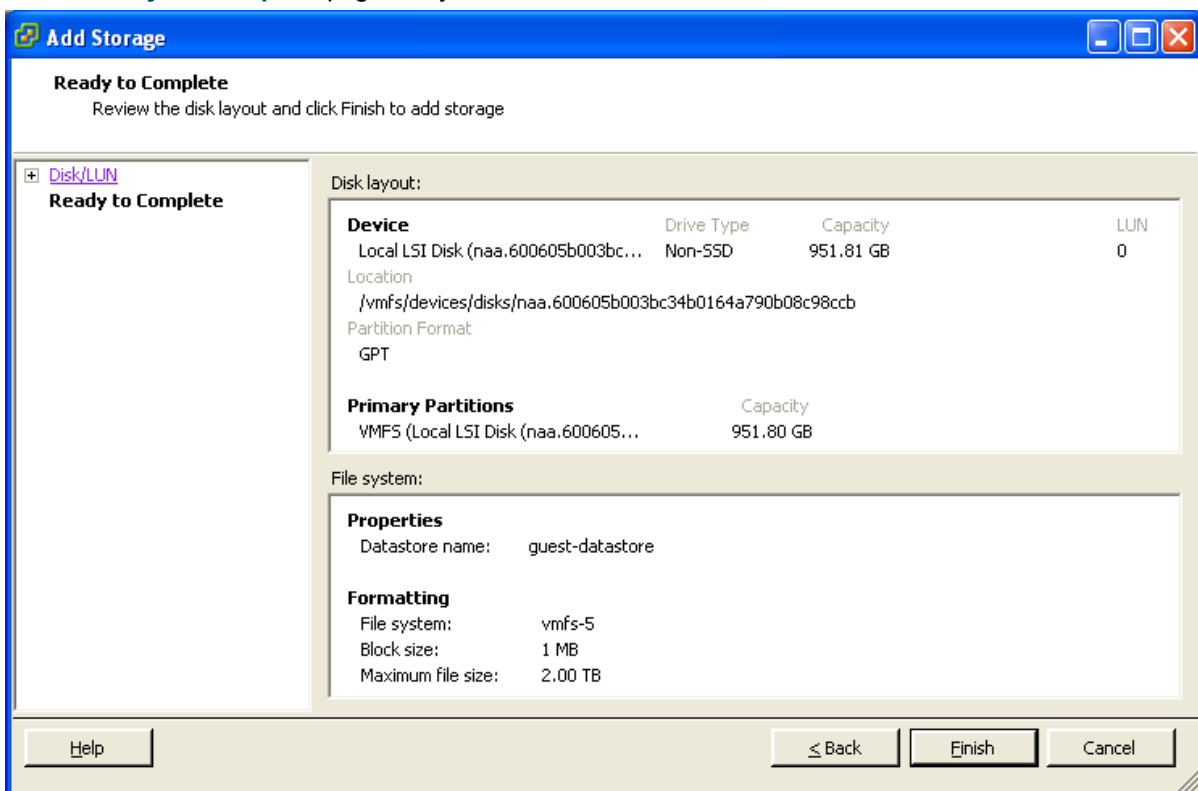 Add Storage
Ready to Complete
Review the disk layout and click Finish to add storage
Disk/LUN
Ready to Complete
Disk layout:
Device Drive Type Capacity LUN
Local LSI Disk (naa.600605b003bc... Non-SSD 951.81 GB 0
Location
/vmfs/devices/disks/naa.600605b003bc34b0164a790b08c98ccb
Partition Format
GPT
Primary Partitions Capacity
VMFS (Local LSI Disk (naa.600605... 951.80 GB
File system:
Properties
Datastore name: guest-datastore
Formatting
File system: vmfs-5
Block size: 1 MB
Maximum file size: 2.00 TB
Help < Back Finish Cancel